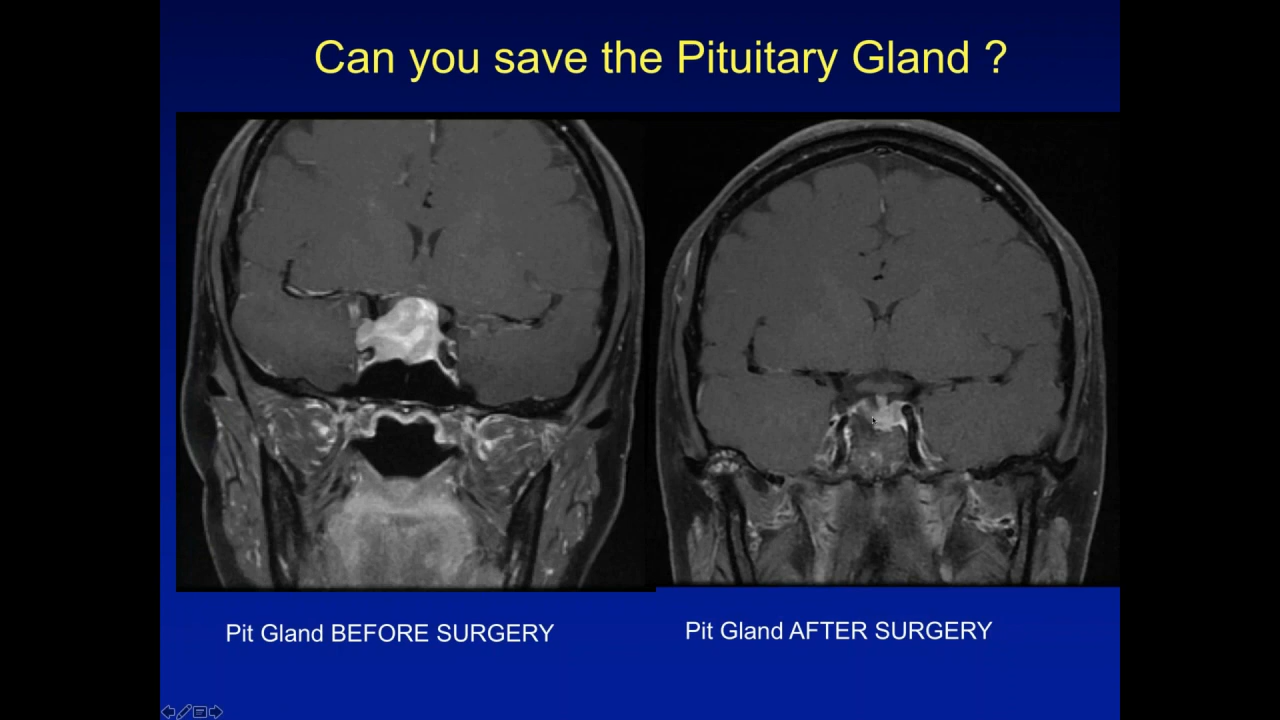 Can you save the Pituitary Gland ?
Pit Gland BEFORE SURGERY
Pit Gland AFTER SURGERY